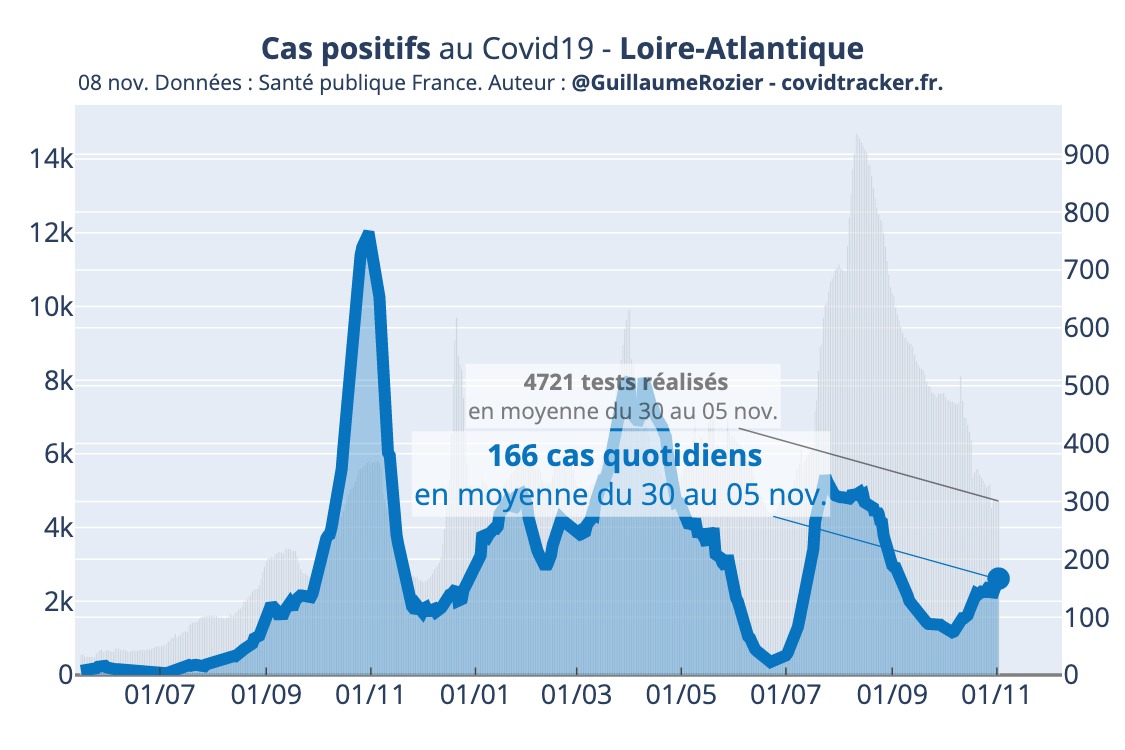 Cas positifs au Covid19 - Loire-Atlantique
08 nov. Données : Santé publique France. Auteur : @GuillaumeRozier - covidtracker.fr.
14k
12k
10k
8k
6k
4k
2k
0
900
800
700
600
500
400
300
200
100
0
4721 tests réalisés
en moyenne du 30 au 05 nov.
166 cas quotidiens
en moyenne du 30 au 05 nov.
01/07 01/09 01/11 01/01 01/03 01/05 01/07 01/09 01/11